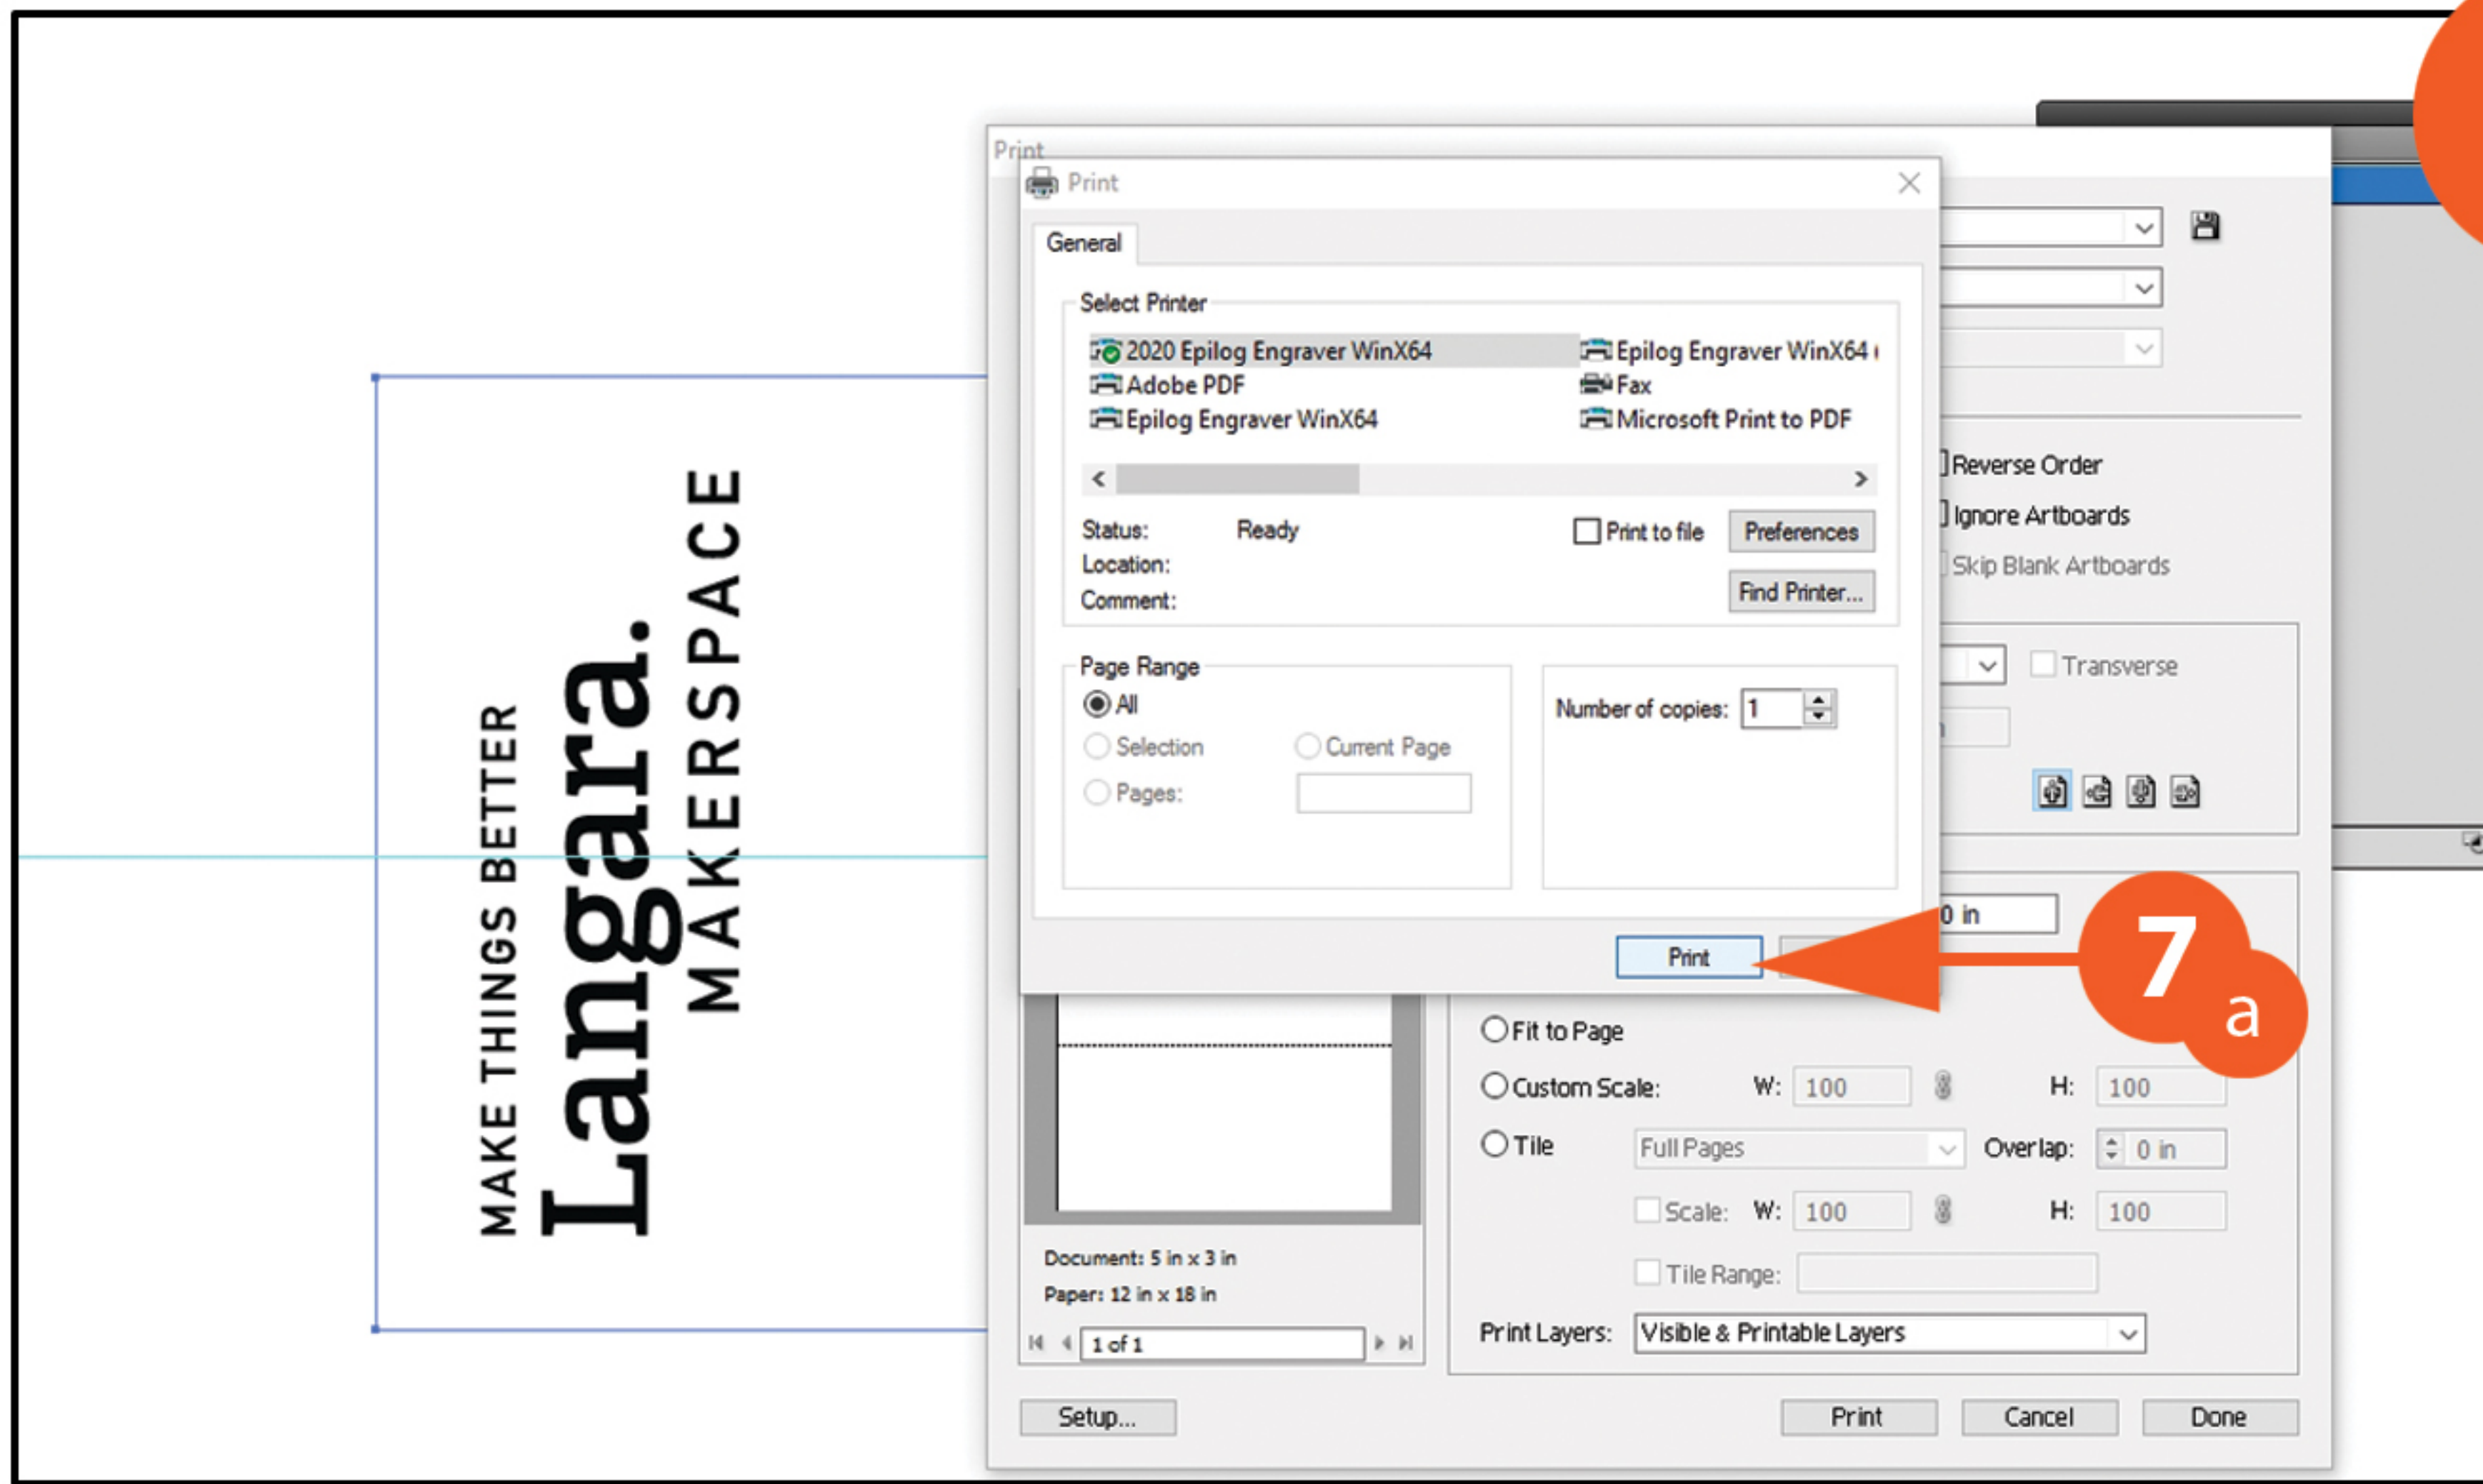 MAKE THINGS BETTER
Langara.
MAKERSPACE
Print
Print
General
Select Printer
2020 Epilog Engraver WinX64
Epilog Engraver WinX64
Adobe PDF
Fax
Epilog Engraver WinX64
Microsoft Print to PDF
Status: Ready
Print to file
Preferences
Location:
Comment:
Find Printer...
Page Range
All
Selection
Current Page
Pages:
Number of copies: 1
Print
Reverse Order
Ignore Artboards
Skip Blank Artboards
Transverse
0 in
7
a
Fit to Page
Custom Scale: W: 100 H: 100
Tile Full Pages Overlap: 0 in
Scale: W: 100 H: 100
Tile Range:
Print Layers: Visible & Printable Layers
Document: 5 in x 3 in
Paper: 12 in x 18 in
1 of 1
Setup...
Print
Cancel
Done